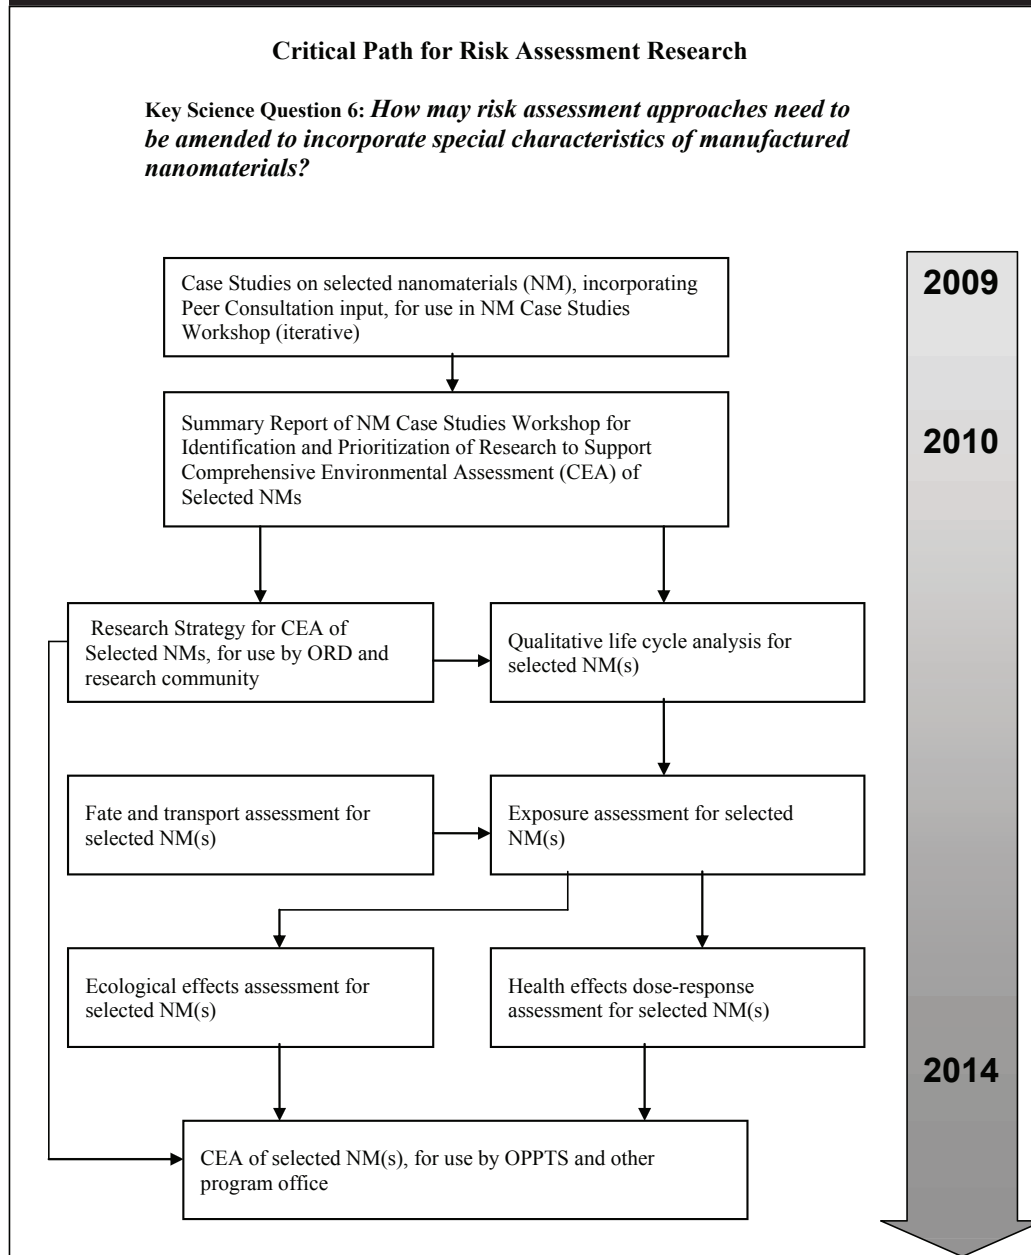 Critical Path for Risk Assessment Research
Key Science Question 6: How may risk assessment approaches need to
be amended to incorporate special characteristics of manufactured
nanomaterials?
Case Studies on selected nanomaterials (NM), incorporating
Peer Consultation input, for use in NM Case Studies
Workshop (iterative)
2009
Summary Report of NM Case Studies Workshop for
Identification and Prioritization of Research to Support
Comprehensive Environmental Assessment (CEA) of
Selected NMs
2010
Research Strategy for CEA of
Selected NMs, for use by ORD and
research community
Qualitative life cycle analysis for
selected NM(s)
Fate and transport assessment for
selected NM(s)
Exposure assessment for selected
NM(s)
Ecological effects assessment for
selected NM(s)
Health effects dose-response
assessment for selected NM(s)
2014
CEA of selected NM(s), for use by OPPTS and other
program office